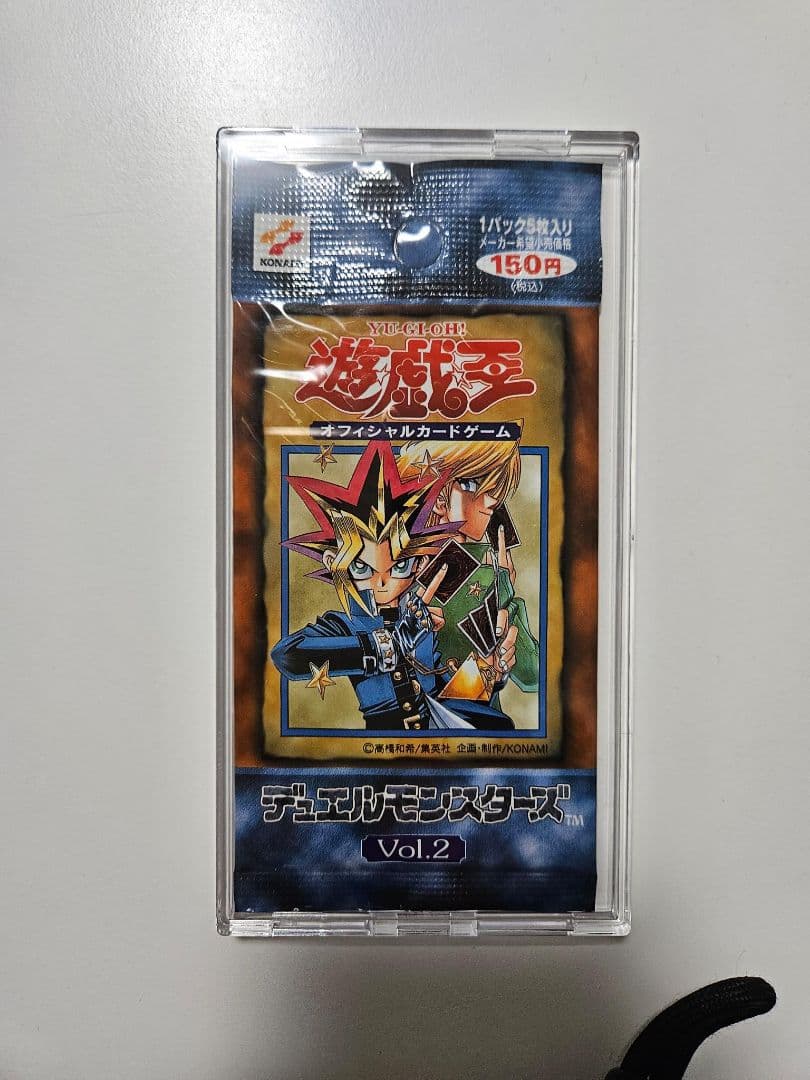 1パック5枚入り
メーカー希望小売価格
150円
(税込)
KONAMI
YU-GI-OH!
遊戯王
オフィシャルカードゲーム
©高橋和希/集英社 企画・制作/KONAMI
デュエルモンスターズ™
Vol.2